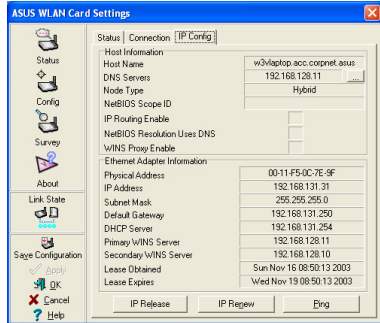 ASUS WLAN Card Settings
Status
Config
Survey
About
Link State
Save Configuration
Apply
OK
Cancel
Help
Status Connection IP Config
Host Information
Host Name w3vlaptop.acc.corpnet.asus
DNS Servers 192.168.128.11 ...
Node Type Hybrid
NetBIOS Scope ID
IP Routing Enable
NetBIOS Resolution Uses DNS
WINS Proxy Enable
Ethernet Adapter Information
Physical Address 00-11-F5-0C-7E-9F
IP Address 192.168.131.31
Subnet Mask 255.255.255.0
Default Gateway 192.168.131.250
DHCP Server 192.168.131.254
Primary WINS Server 192.168.128.11
Secondary WINS Server 192.168.128.10
Lease Obtained Sun Nov 16 08:50:13 2003
Lease Expires Wed Nov 19 08:50:13 2003
IP Release IP Renew Ping